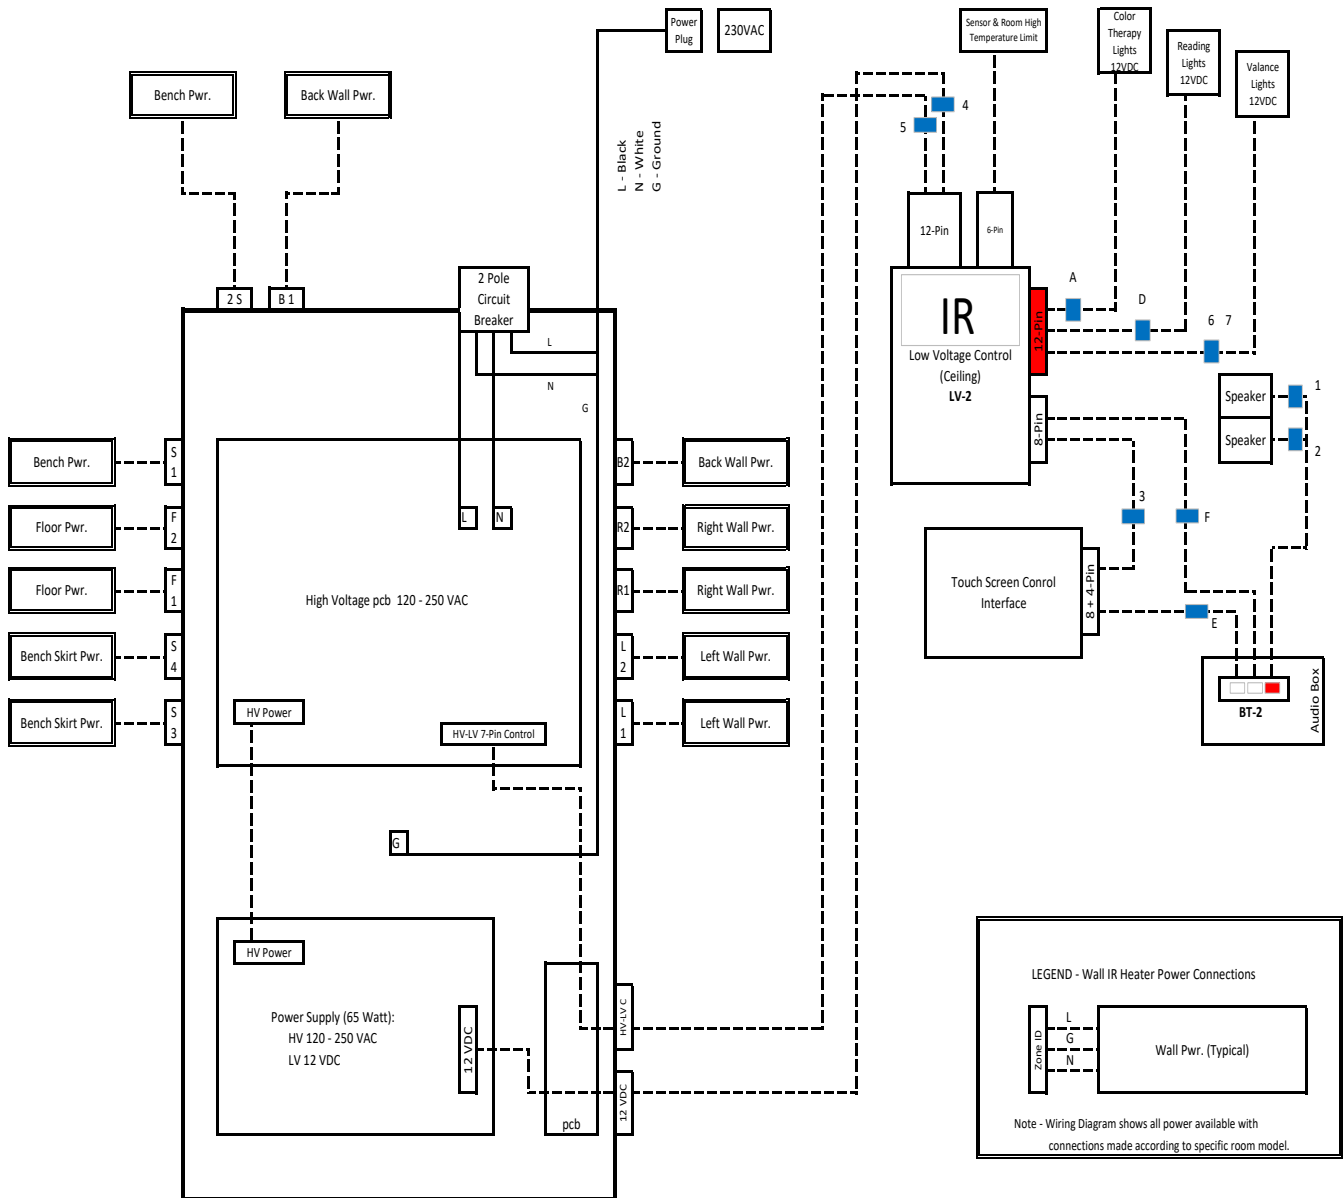 Power
Plug
230VAC
Sensor & Room High
Temperature Limit
Color
Therapy
Lights
12VDC
Reading
Lights
12VDC
Valance
Lights
12VDC
Bench Pwr.
Back Wall Pwr.
L - Black
N - White
G - Ground
4
5
12-Pin
6-Pin
2 S
B 1
2 Pole
Circuit
Breaker
L
N
G
IR
Low Voltage Control
(Ceiling)
LV-2
12-Pin
8-Pin
A
D
6 7
Speaker
1
Speaker
2
Bench Pwr.
S
1
Floor Pwr.
F
2
Floor Pwr.
F
1
Bench Skirt Pwr.
S
4
Bench Skirt Pwr.
S
3
L
N
High Voltage pcb 120 - 250 VAC
HV Power
HV-LV 7-Pin Control
B2
Back Wall Pwr.
R2
Right Wall Pwr.
R1
Right Wall Pwr.
L
2
Left Wall Pwr.
L
1
Left Wall Pwr.
3
F
Touch Screen Conrol
Interface
8 + 4-Pin
E
BT-2
Audio Box
G
HV Power
Power Supply (65 Watt):
HV 120 - 250 VAC
LV 12 VDC
12 VDC
pcb
HV-LV C
12 VDC
LEGEND - Wall IR Heater Power Connections
Zone ID
L
G
N
Wall Pwr. (Typical)
Note - Wiring Diagram shows all power available with
connections made according to specific room model.